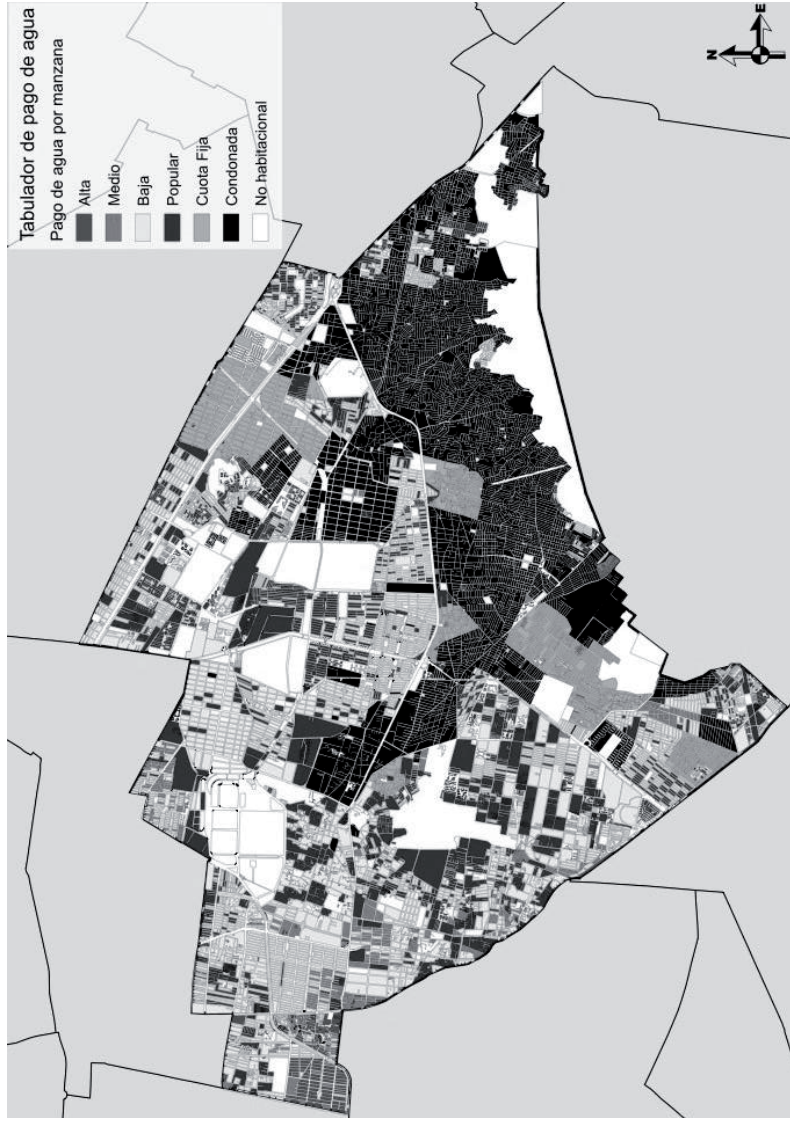 Tabulador de pago de agua
Pago de agua por manzana
Alta
Medio
Baja
Popular
Cuota Fija
Condonada
No habitacional
N
E